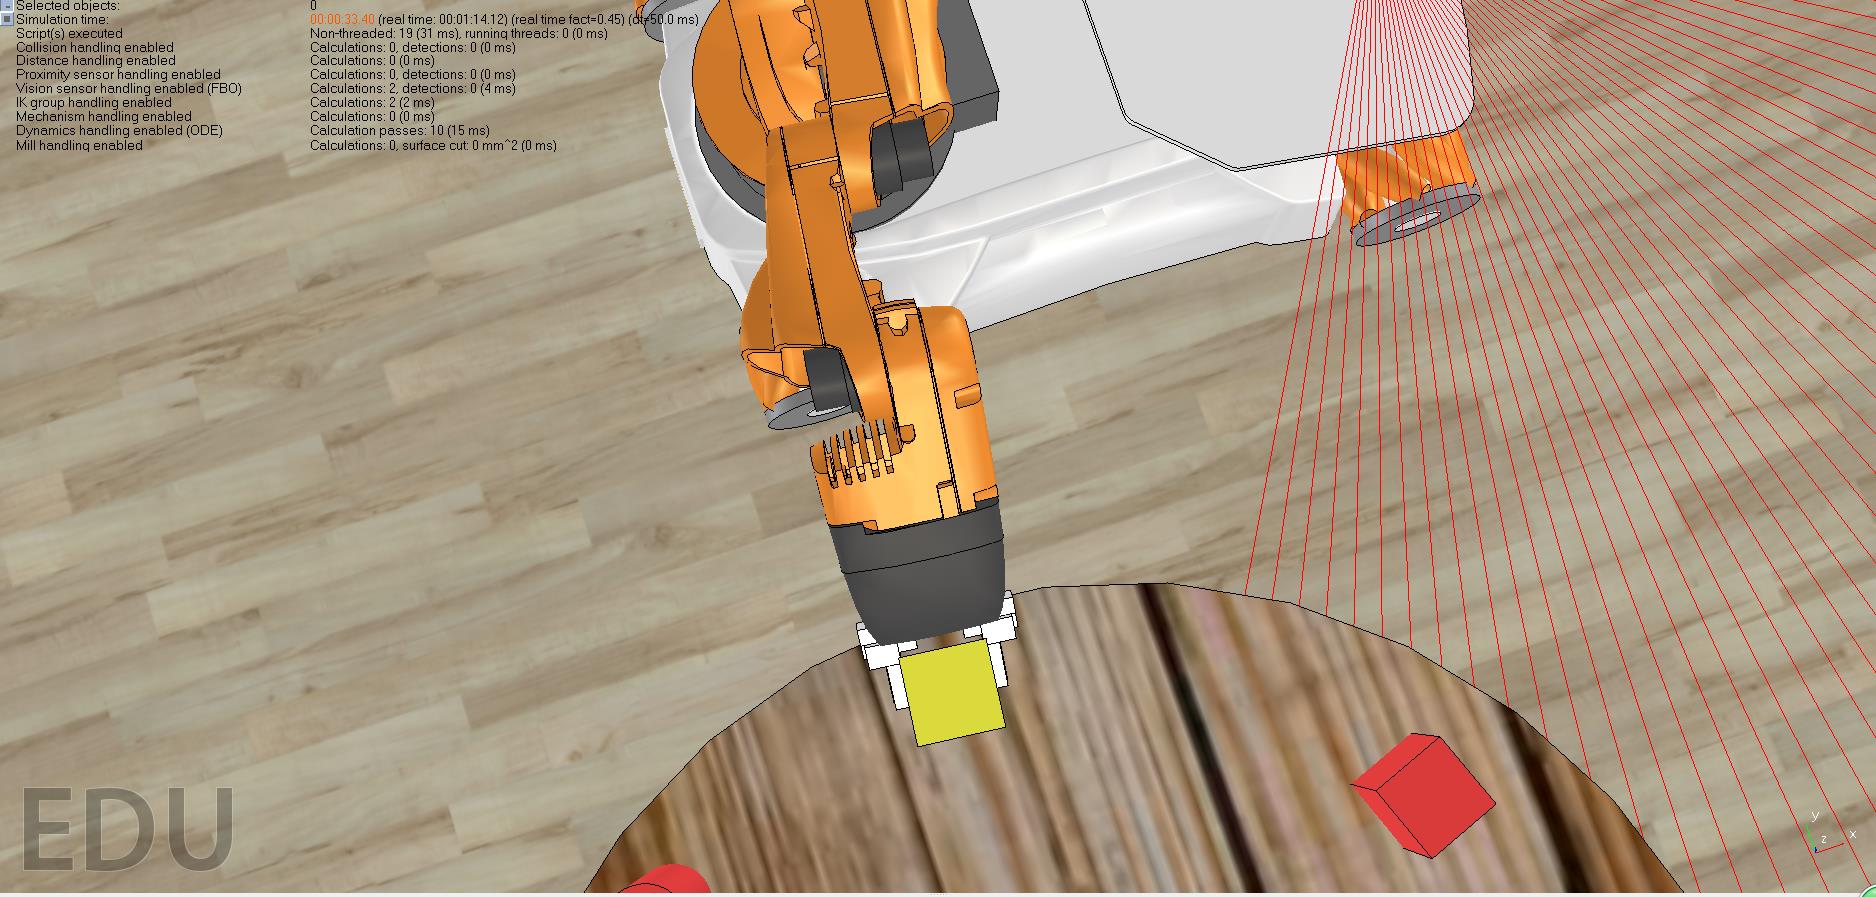 Selected objects: 0
Simulation time: 00:00:33.40 (real time: 00:01:14.12) (real time fact=0.45) (dt=50.0 ms)
Script(s) executed Non-threaded: 19 (31 ms), running threads: 0 (0 ms)
Collision handling enabled Calculations: 0, detections: 0 (0 ms)
Distance handling enabled Calculations: 0 (0 ms)
Proximity sensor handling enabled Calculations: 0, detections: 0 (0 ms)
Vision sensor handling enabled (FBO) Calculations: 2, detections: 0 (4 ms)
IK group handling enabled Calculations: 2 (2 ms)
Mechanism handling enabled Calculations: 0 (0 ms)
Dynamics handling enabled (ODE) Calculation passes: 10 (15 ms)
Mill handling enabled Calculations: 0, surface cut: 0 mm^2 (0 ms)
EDU
y
z x